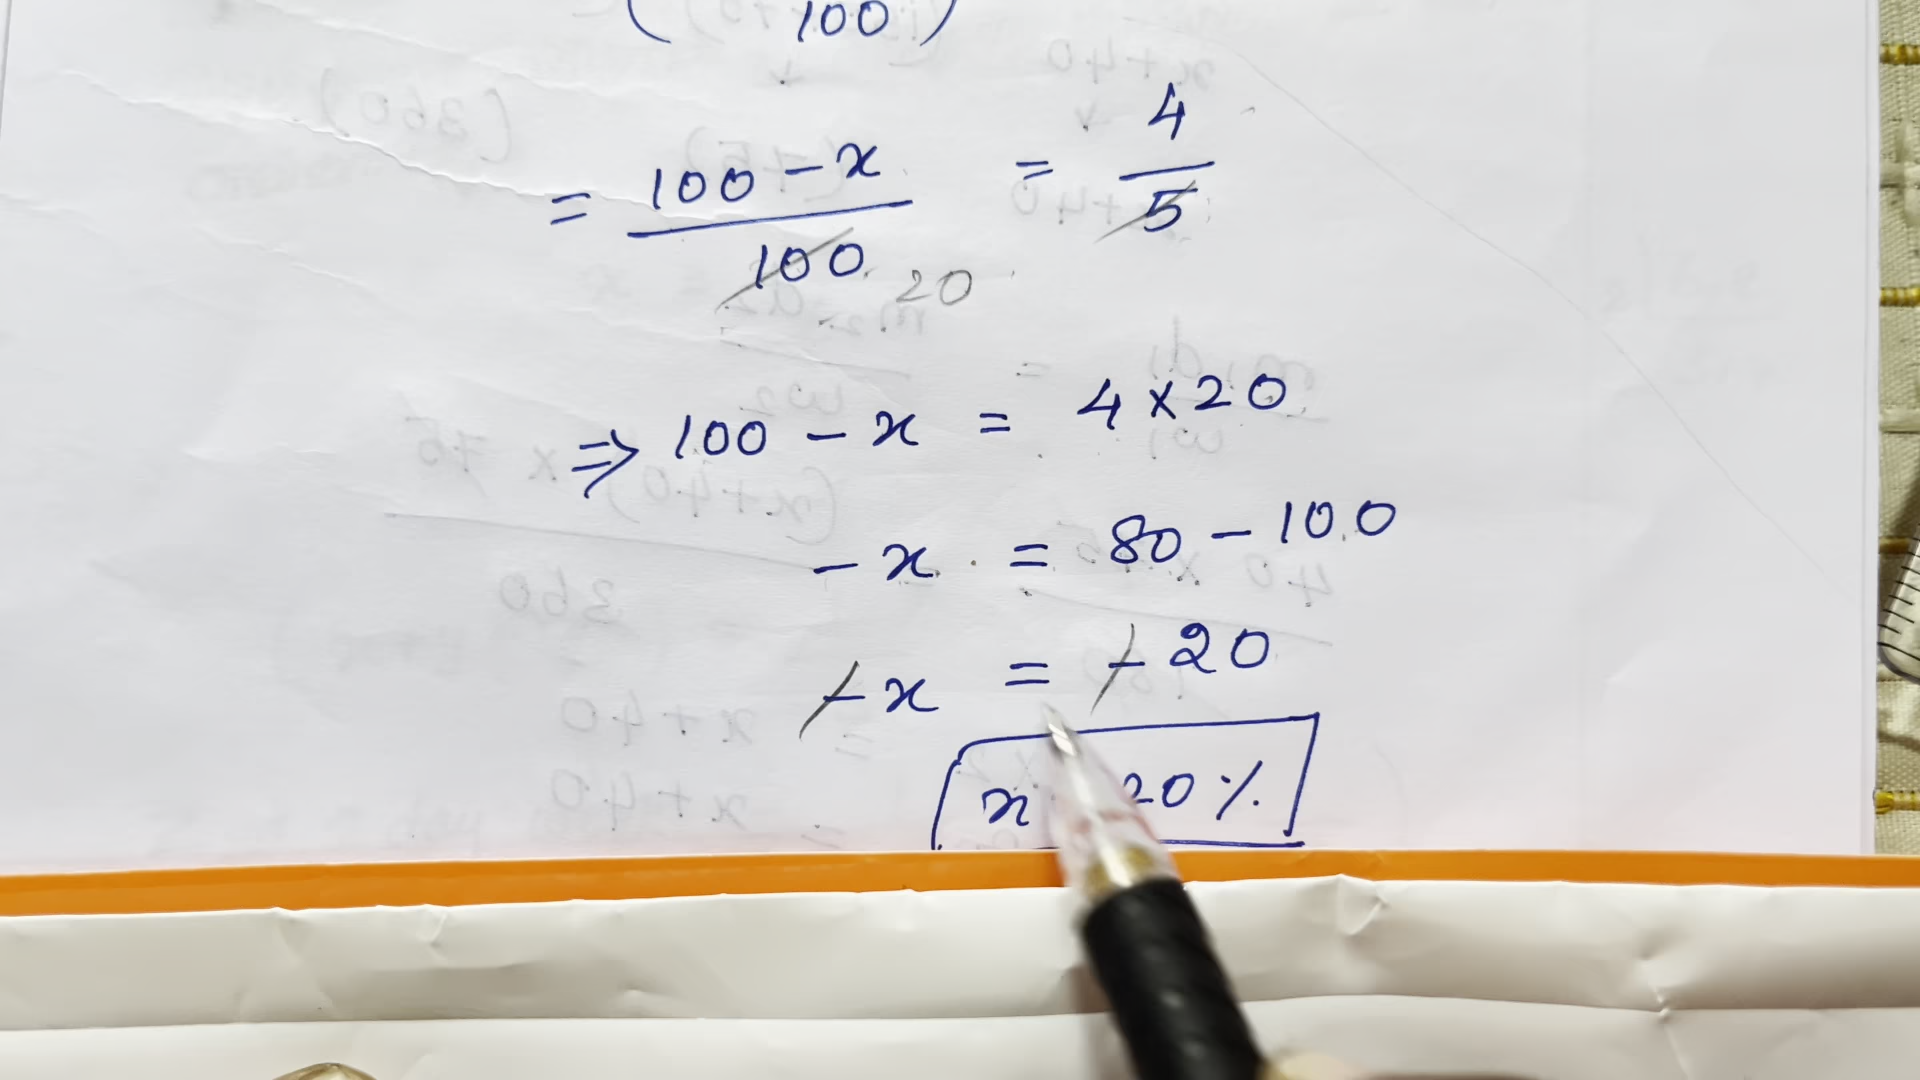 ( 100 )
= 100 - x / 100 = 4 / 5
20
⇒ 100 - x = 4 × 20
- x = 80 - 100
- x = - 20
x 20 %